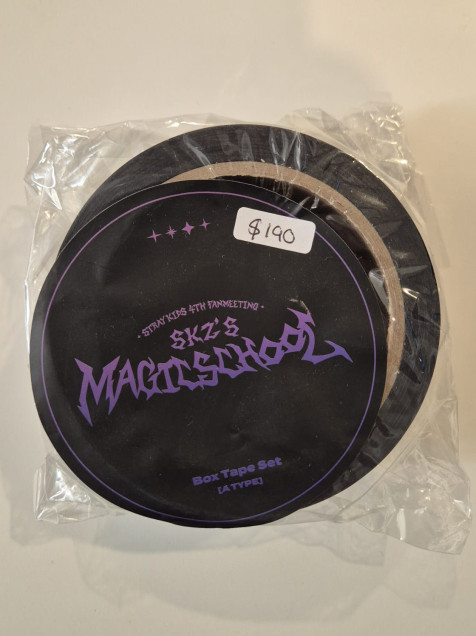 $190
· STRAY KIDS 4TH FANMEETING ·
SKZ'S
MAGIC SCHOOL
Box Tape Set
[A TYPE]